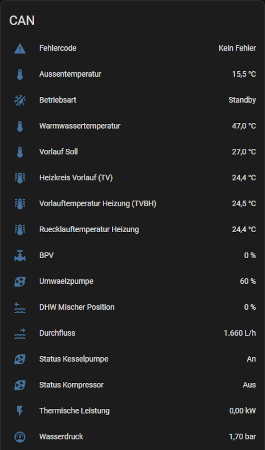 CAN
Fehlercode Kein Fehler
Aussentemperatur 15,5 °C
Betriebsart Standby
Warmwassertemperatur 47,0 °C
Vorlauf Soll 27,0 °C
Heizkreis Vorlauf (TV) 24,4 °C
Vorlauftemperatur Heizung (TVBH) 24,5 °C
Ruecklauftemperatur Heizung 24,4 °C
BPV 0 %
Umwaelzpumpe 60 %
DHW Mischer Position 0 %
Durchfluss 1.660 L/h
Status Kesselpumpe An
Status Kompressor Aus
Thermische Leistung 0,00 kW
Wasserdruck 1,70 bar